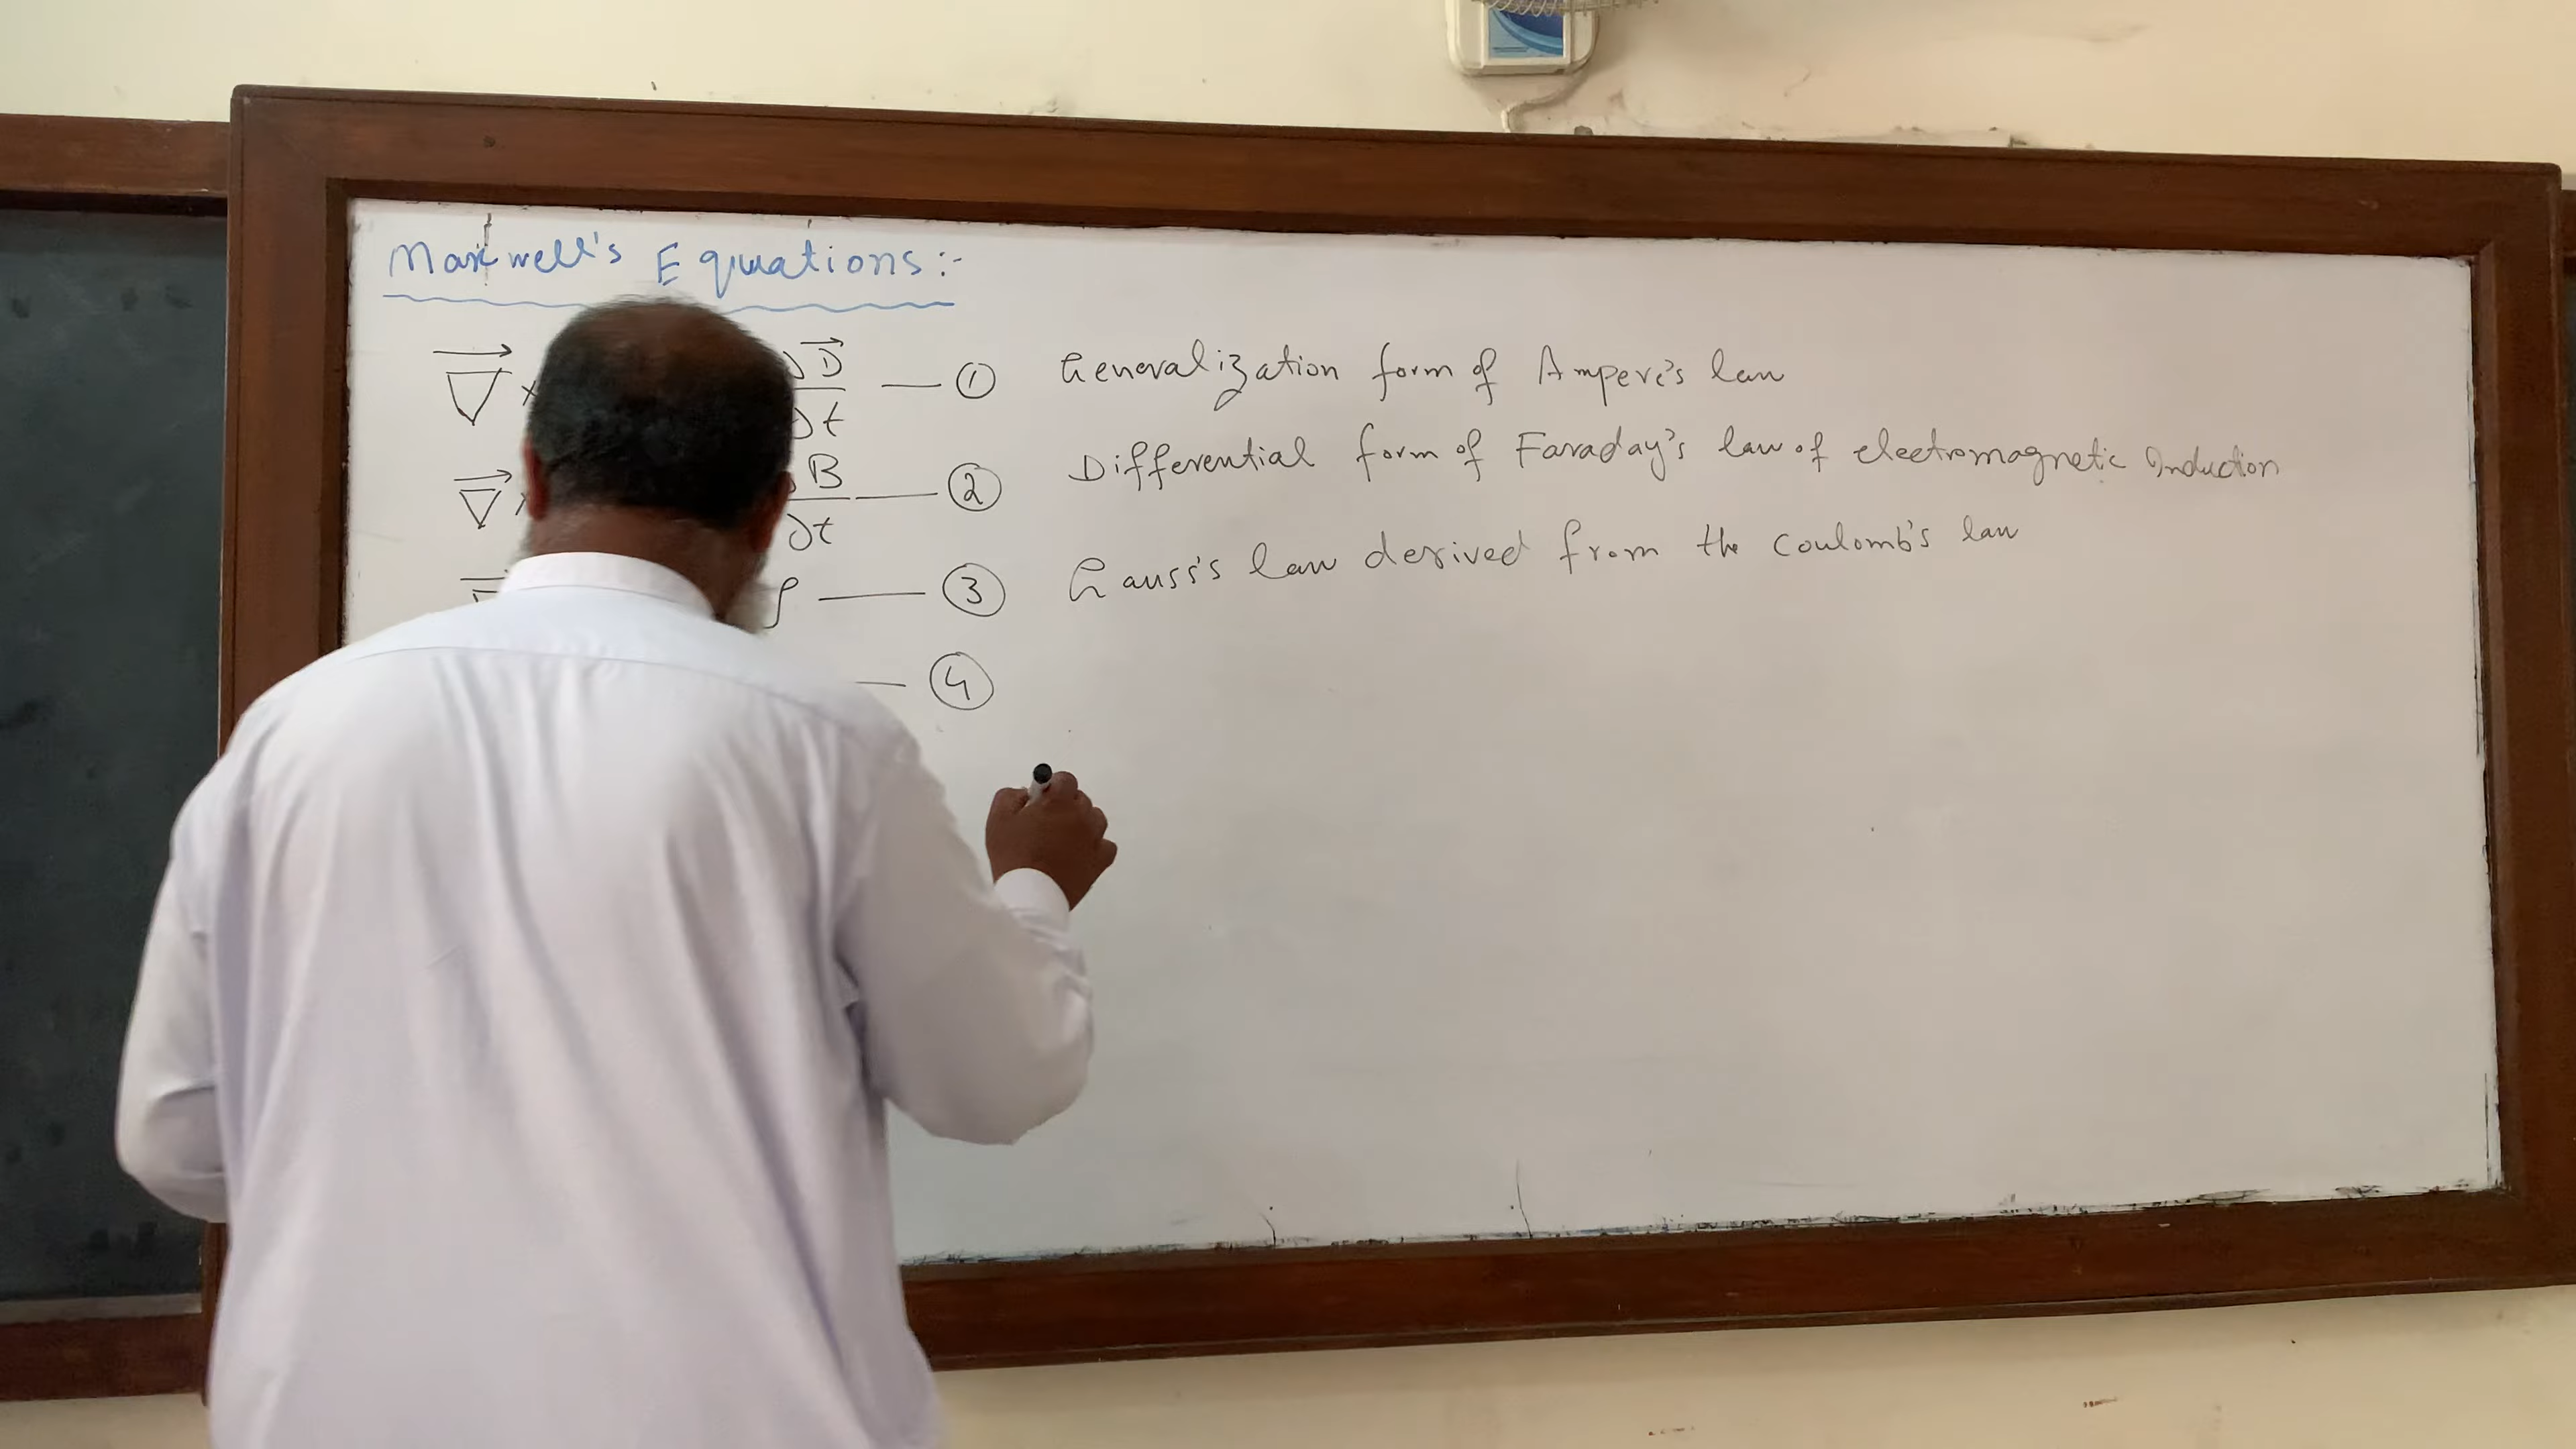 Maxwell's Equations:-
∇⃗ × ∂D⃗/∂t — ① Generalization form of Ampere's law
∇⃗ × ∂B/∂t — ② Differential form of Faraday's law of electromagnetic Induction
ρ — ③ Gauss's law derived from the Coulomb's law
— ④